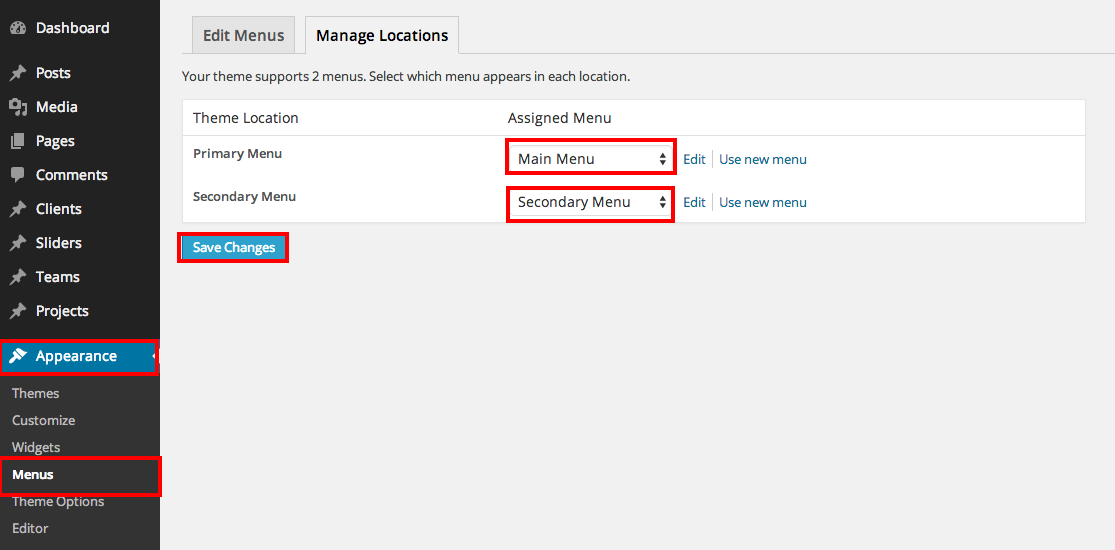 Dashboard
Posts
Media
Pages
Comments
Clients
Sliders
Teams
Projects
Appearance
Themes
Customize
Widgets
Menus
Theme Options
Editor
Edit Menus
Manage Locations
Your theme supports 2 menus. Select which menu appears in each location.
Theme Location Assigned Menu
Primary Menu Main Menu Edit Use new menu
Secondary Menu Secondary Menu Edit Use new menu
Save Changes